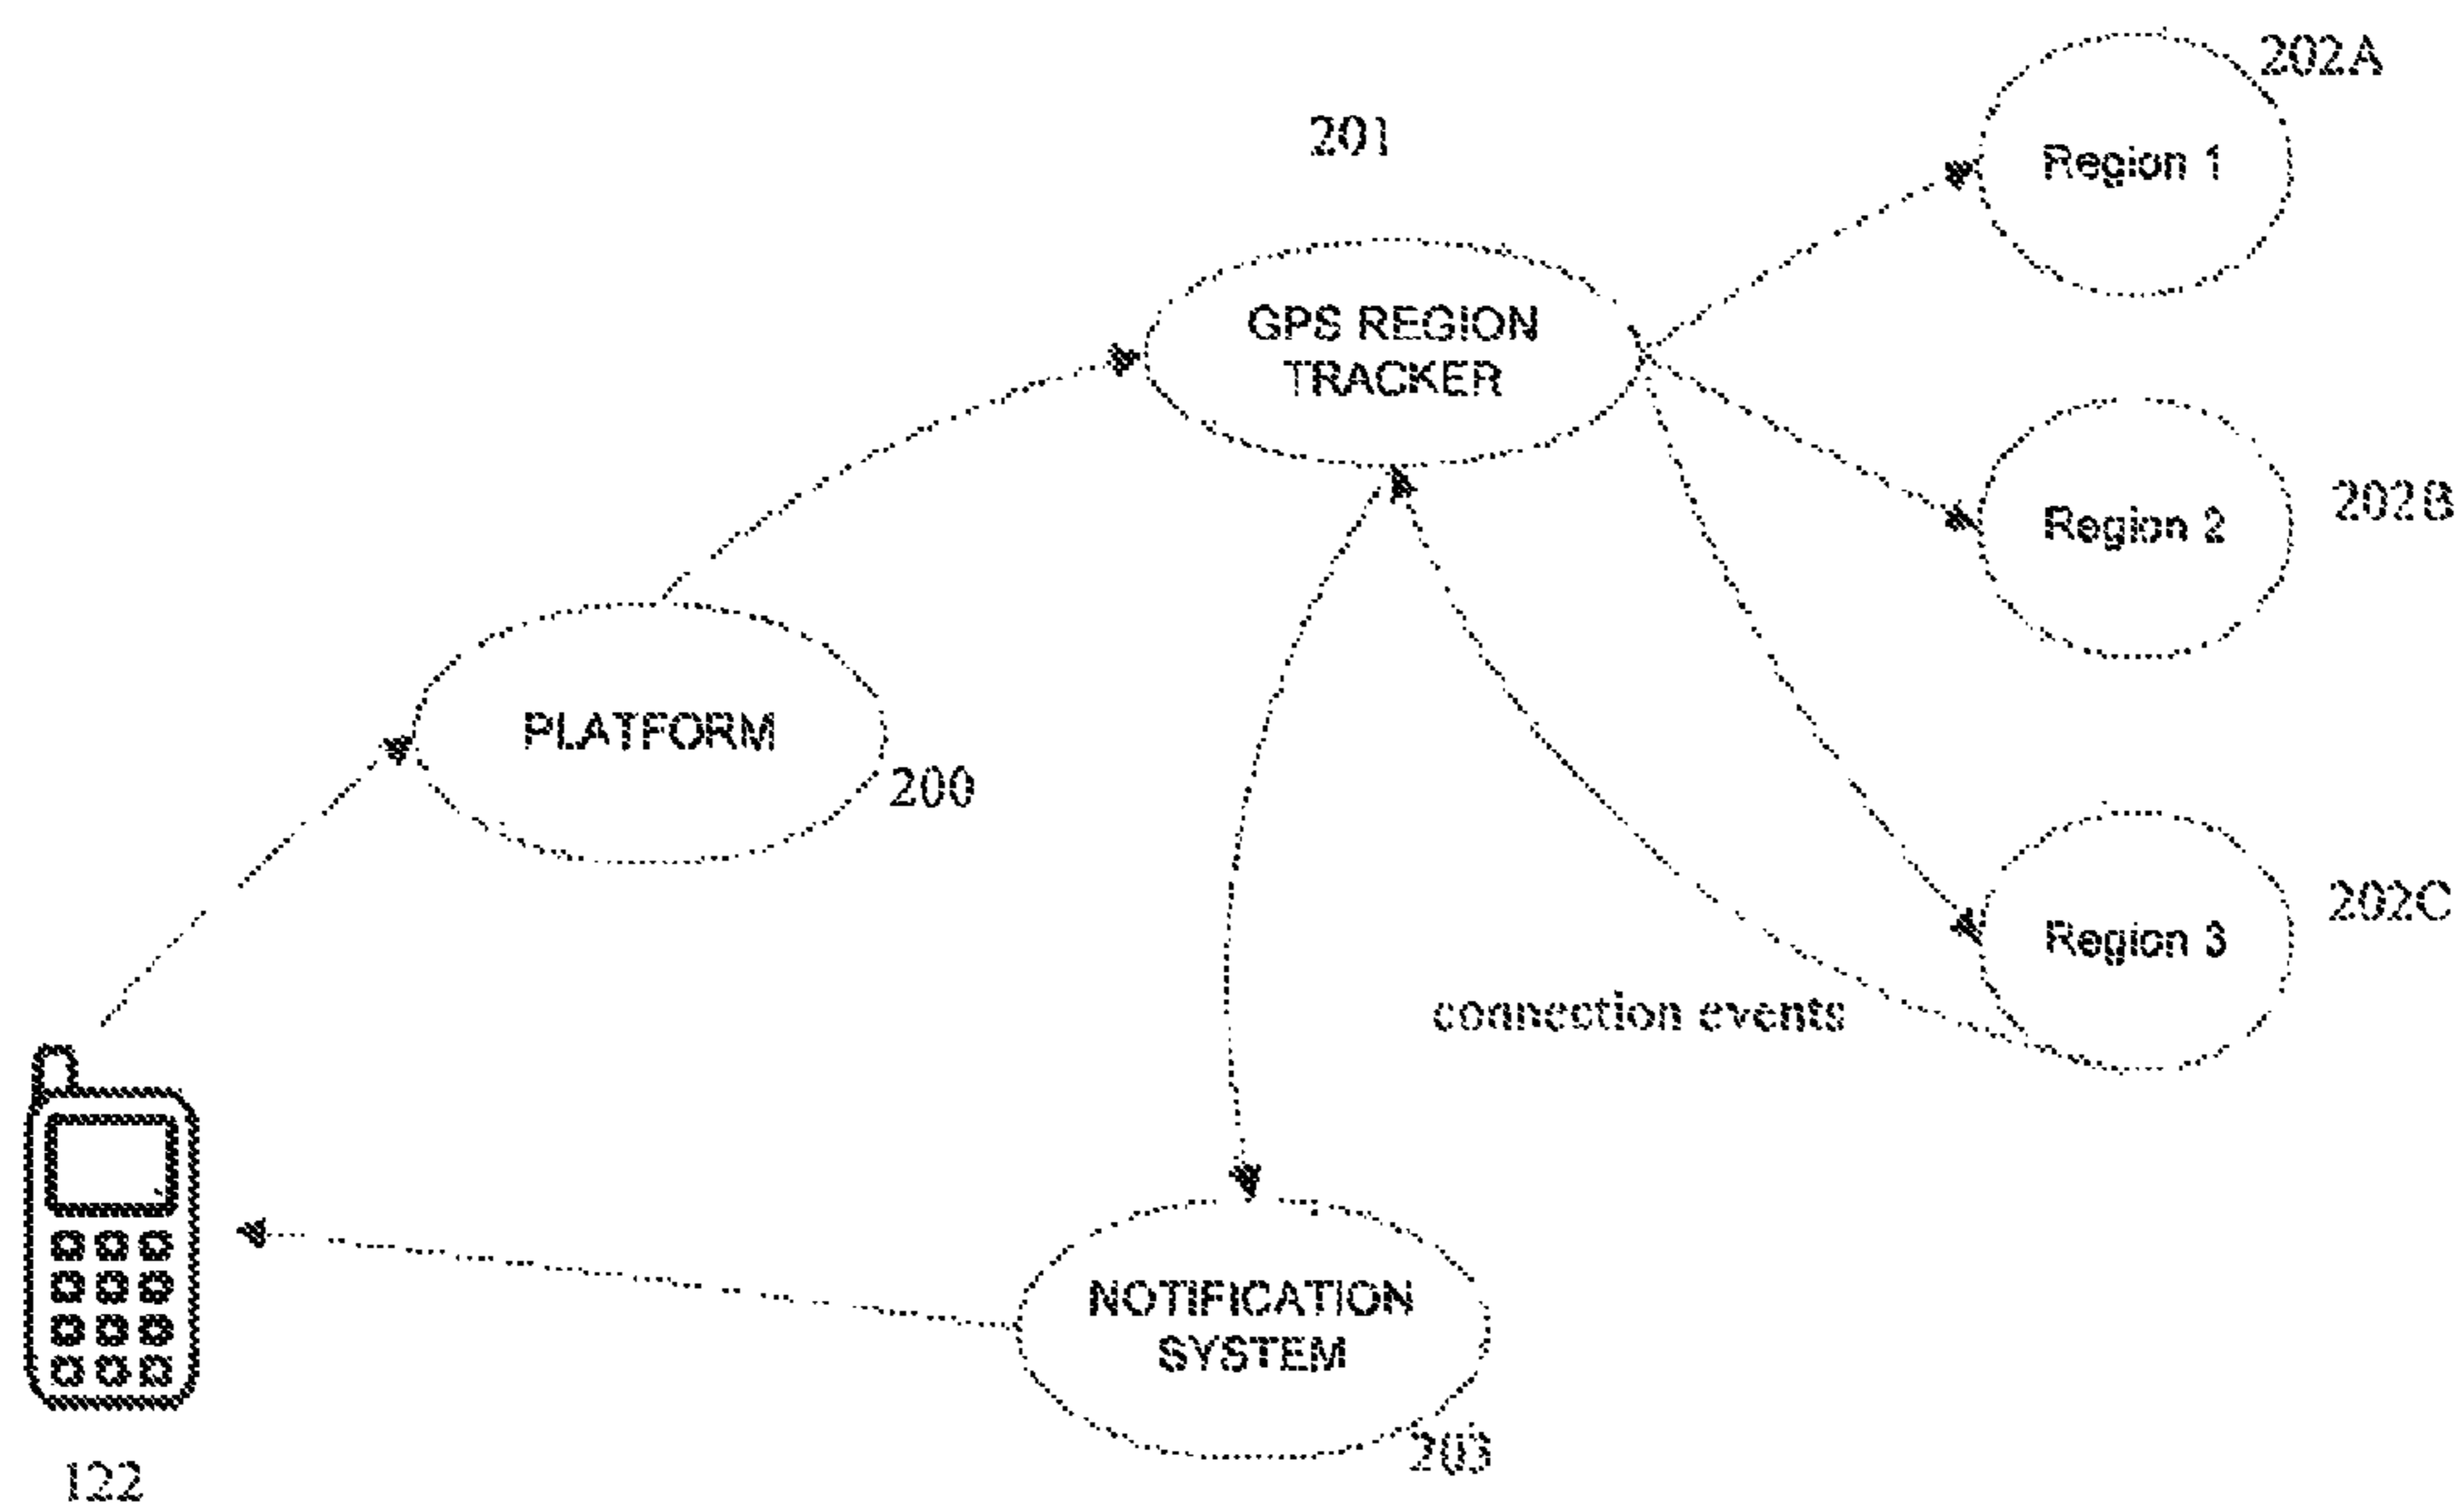 202A
201
Region 1
GPS REGION
TRACKER
202B
Region 2
PLATFORM
200
202C
Region 3
connection events
NOTIFICATION
SYSTEM
203
122